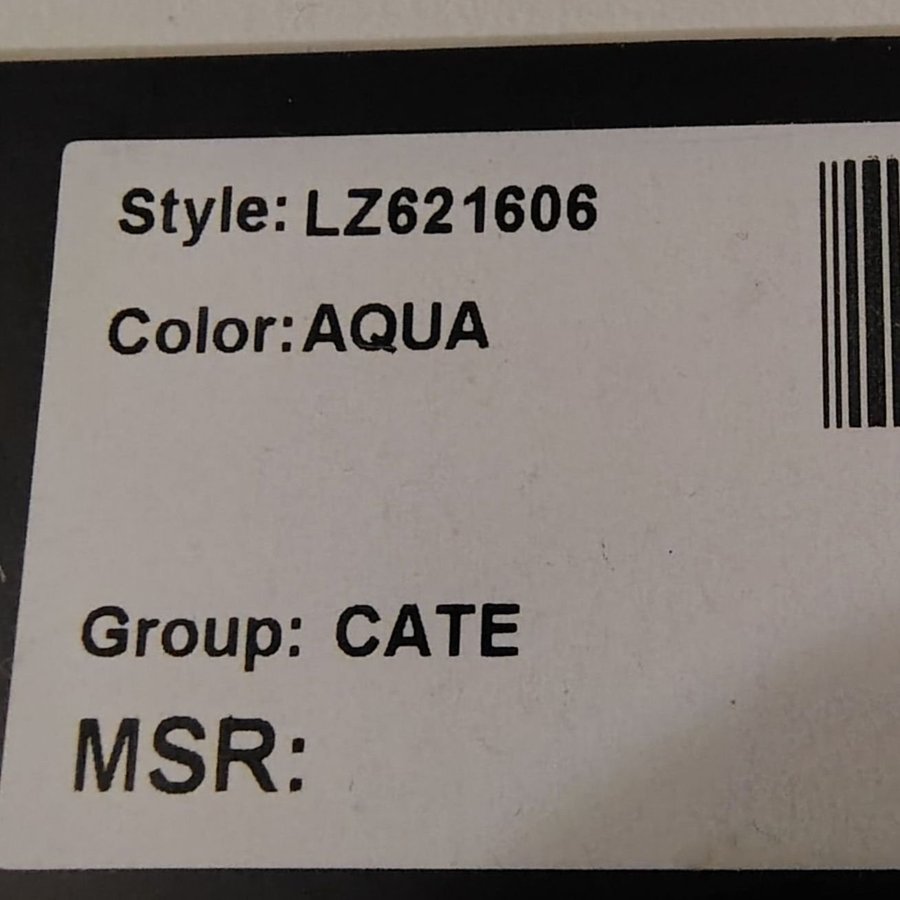 Style: LZ621606
Color: AQUA
Group: CATE
MSR: